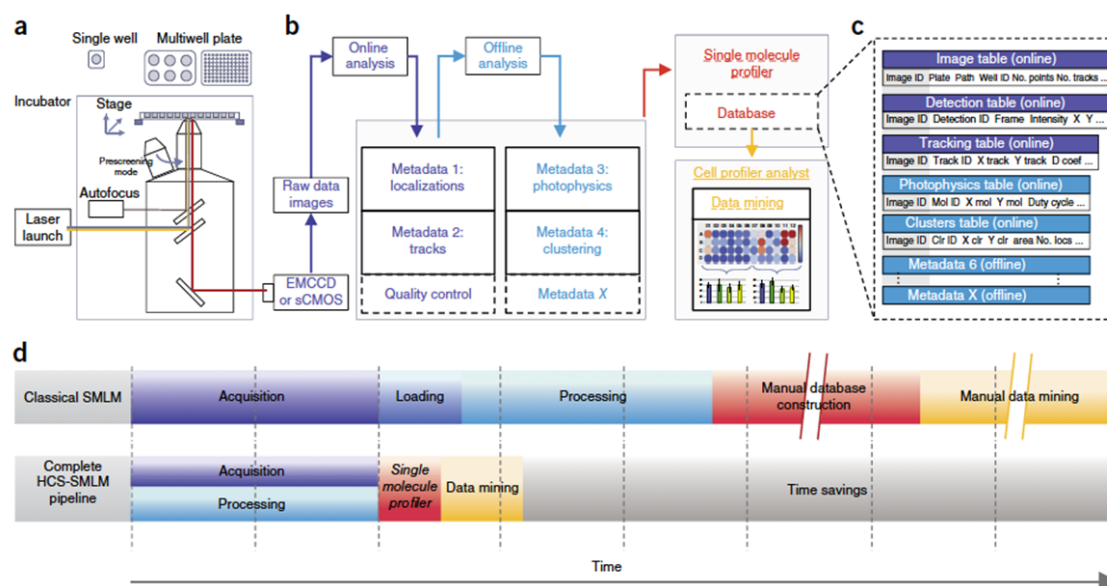 a
Single well
Multiwell plate
Incubator
Stage
Prescreening
mode
Autofocus
Laser
launch
EMCCD
or sCMOS
b
Raw data
images
Online
analysis
Offline
analysis
Metadata 1:
localizations
Metadata 2:
tracks
Quality control
Metadata 3:
photophysics
Metadata 4:
clustering
Metadata X
Single molecule
profiler
Database
Cell profiler analyst
Data mining
c
Image table (online)
Image ID Plate Path Well ID No. points No. tracks ...
Detection table (online)
Image ID Detection ID Frame Intensity X Y ...
Tracking table (online)
Image ID Track ID X track Y track D coef ...
Photophysics table (online)
Image ID Mol ID X mol Y mol Duty cycle ...
Clusters table (online)
Image ID Clr ID X clr Y clr area No. locs ...
Metadata 6 (offline)
Metadata X (offline)
d
Classical SMLM
Acquisition
Loading
Processing
Manual database
construction
Manual data mining
Complete
HCS-SMLM
pipeline
Acquisition
Processing
Single
molecule
profiler
Data mining
Time savings
Time